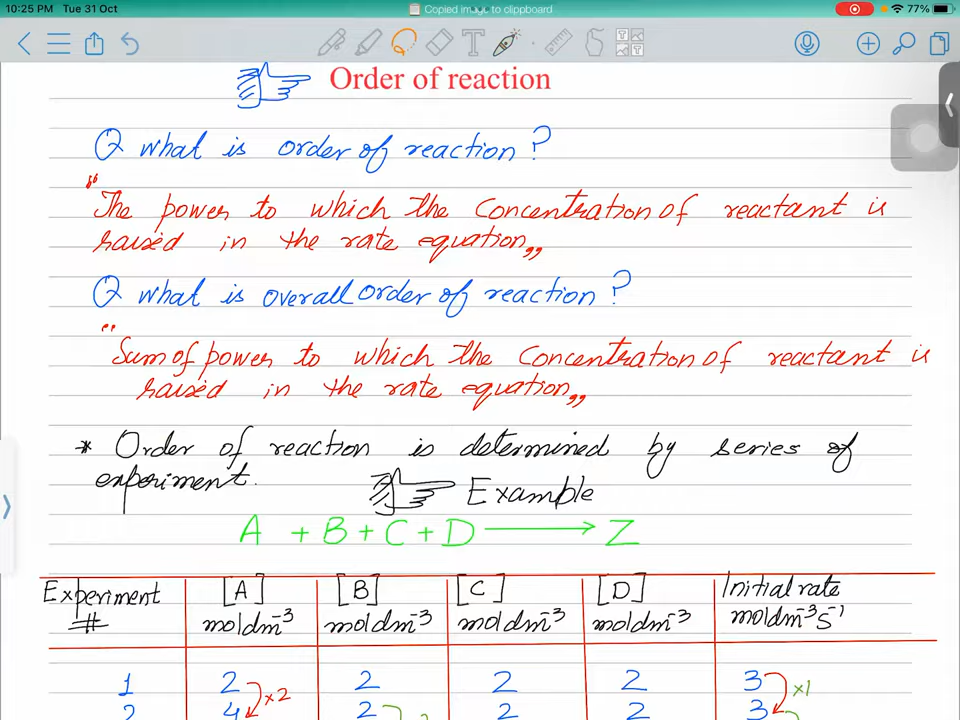 10:25 PM Tue 31 Oct
Copied image to clippboard
77%
Order of reaction
Q what is order of reaction?
"The power to which the concentration of reactant is
raised in the rate equation,,
Q what is overall order of reaction?
"Sum of power to which the concentration of reactant is
raised in the rate equation,,
* Order of reaction is determined by series of
experiment.
Example
A + B + C + D → Z
Experiment # [A] moldm⁻³ [B] moldm⁻³ [C] moldm⁻³ [D] moldm⁻³ Initial rate moldm⁻³S⁻¹
1 2 2 2 2 3
×2 ×1
2 4 2 2 2 3